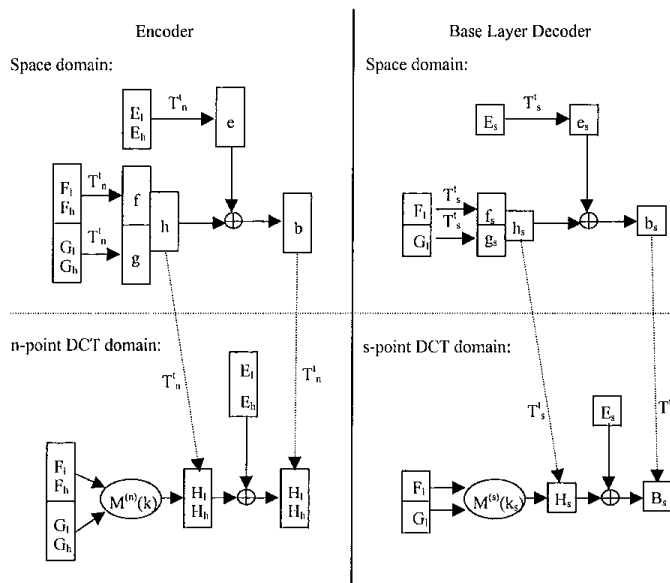 Encoder
Base Layer Decoder
Space domain:
Space domain:
E_l
E_h
T^t_n
e
E_s
T^t_s
e_s
F_l
F_h
T^t_n
f
h
b
G_l
G_h
T^t_n
g
F_l
T^t_s
f_s
h_s
b_s
G_l
T^t_s
g_s
n-point DCT domain:
s-point DCT domain:
T^t_n
T^t_n
T^t_s
E_l
E_h
E_s
F_l
F_h
M^(n)(k)
H_l
H_h
H_l
H_h
G_l
G_h
F_l
M^(s)(k_s)
H_s
B_s
G_l